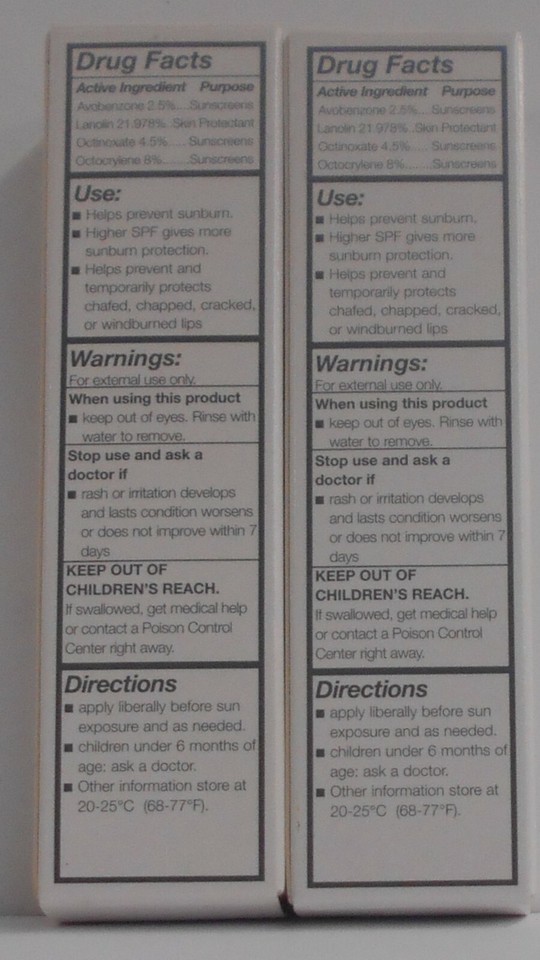 Drug Facts
Active Ingredient Purpose
Avobenzone 2.5%...Sunscreens
Lanolin 21.978%..Skin Protectant
Octinoxate 4.5%......Sunscreens
Octocrylene 8%......Sunscreens
Use:
■ Helps prevent sunburn.
■ Higher SPF gives more
sunburn protection.
■ Helps prevent and
temporarily protects
chafed, chapped, cracked,
or windburned lips
Warnings:
For external use only.
When using this product
■ keep out of eyes. Rinse with
water to remove.
Stop use and ask a
doctor if
■ rash or irritation develops
and lasts condition worsens
or does not improve within 7
days
KEEP OUT OF
CHILDREN'S REACH.
If swallowed, get medical help
or contact a Poison Control
Center right away.
Directions
■ apply liberally before sun
exposure and as needed.
■ children under 6 months of
age: ask a doctor.
■ Other information store at
20-25°C (68-77°F).
Drug Facts
Active Ingredient Purpose
Avobenzone 2.5%...Sunscreens
Lanolin 21.978%..Skin Protectant
Octinoxate 4.5%......Sunscreens
Octocrylene 8%......Sunscreens
Use:
■ Helps prevent sunburn.
■ Higher SPF gives more
sunburn protection.
■ Helps prevent and
temporarily protects
chafed, chapped, cracked,
or windburned lips
Warnings:
For external use only.
When using this product
■ keep out of eyes. Rinse with
water to remove.
Stop use and ask a
doctor if
■ rash or irritation develops
and lasts condition worsens
or does not improve within 7
days
KEEP OUT OF
CHILDREN'S REACH.
If swallowed, get medical help
or contact a Poison Control
Center right away.
Directions
■ apply liberally before sun
exposure and as needed.
■ children under 6 months of
age: ask a doctor.
■ Other information store at
20-25°C (68-77°F).